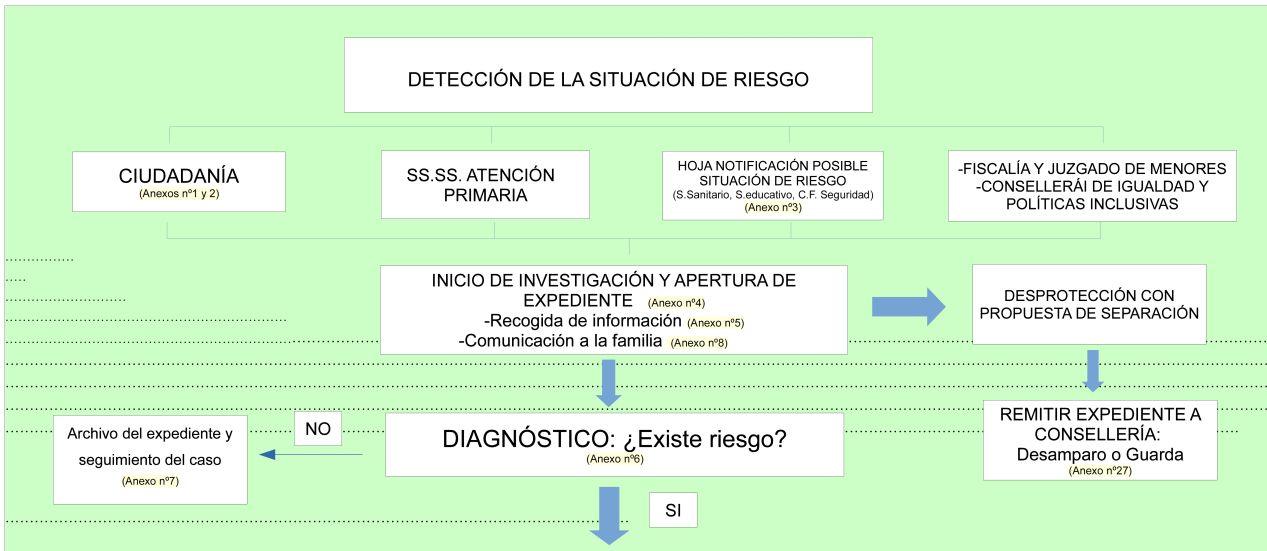 DETECCIÓN DE LA SITUACIÓN DE RIESGO
CIUDADANÍA
(Anexos nº1 y 2)
SS.SS. ATENCIÓN
PRIMARIA
HOJA NOTIFICACIÓN POSIBLE
SITUACIÓN DE RIESGO
(S.Sanitario, S.educativo, C.F. Seguridad)
(Anexo nº3)
-FISCALÍA Y JUZGADO DE MENORES
-CONSELLERÁI DE IGUALDAD Y
POLÍTICAS INCLUSIVAS
INICIO DE INVESTIGACIÓN Y APERTURA DE
EXPEDIENTE (Anexo nº4)
-Recogida de información (Anexo nº5)
-Comunicación a la familia (Anexo nº8)
DESPROTECCIÓN CON
PROPUESTA DE SEPARACIÓN
Archivo del expediente y
seguimiento del caso
(Anexo nº7)
NO
DIAGNÓSTICO: ¿Existe riesgo?
(Anexo nº6)
REMITIR EXPEDIENTE A
CONSELLERÍA:
Desamparo o Guarda
(Anexo nº27)
SI